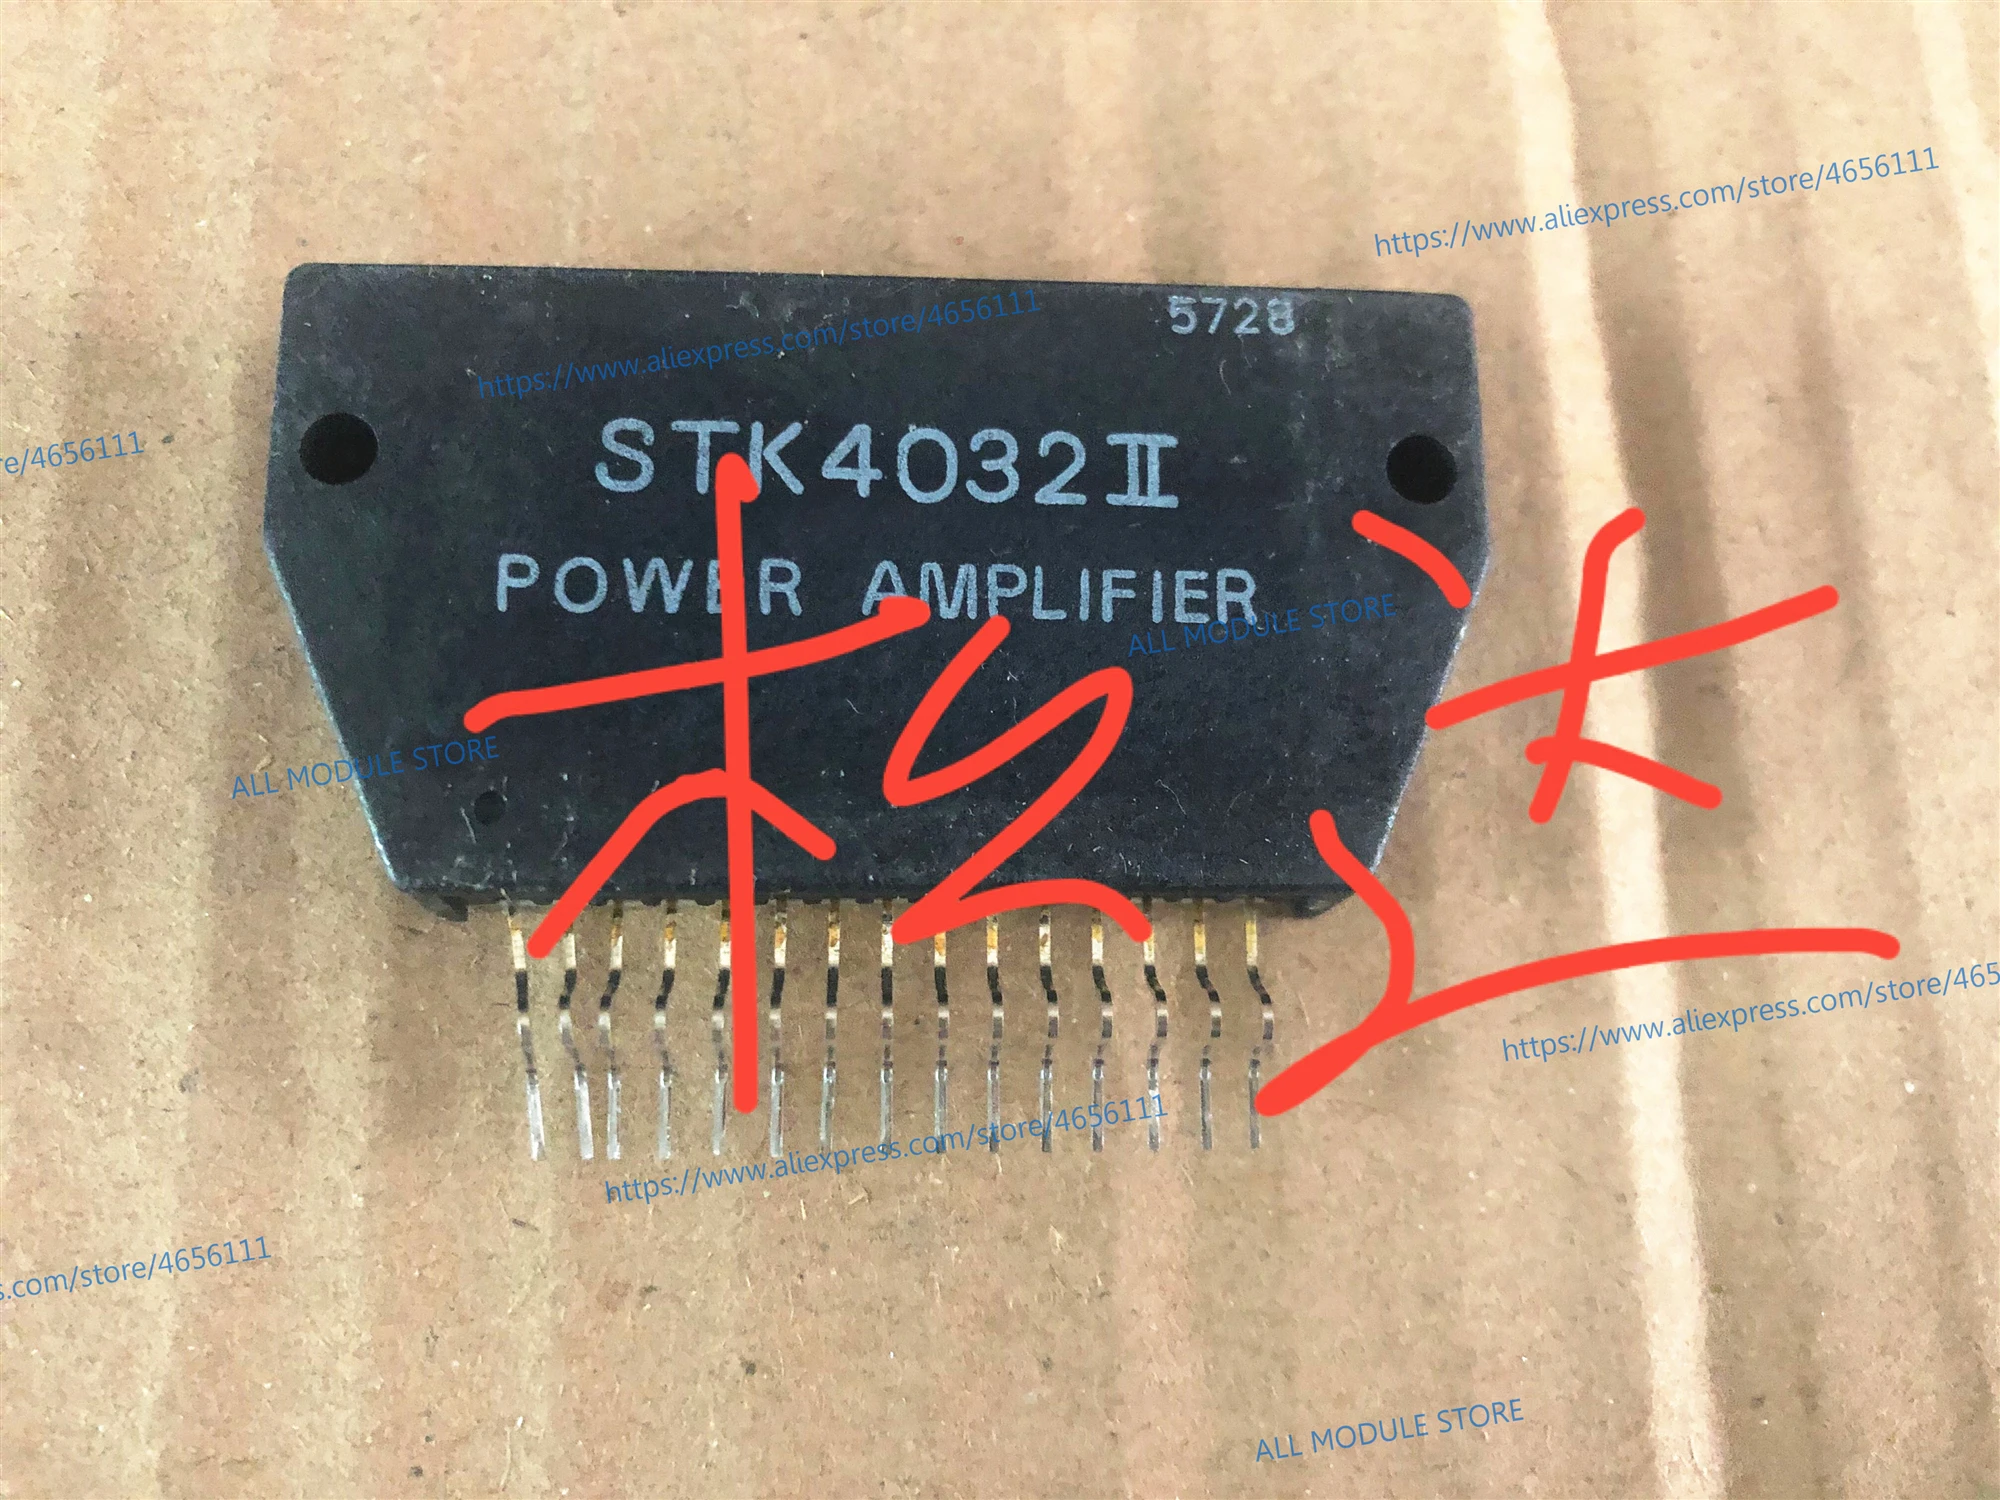 https://www.aliexpress.com/store/4656111
5728
https://www.aliexpress.com/store/4656111
re/4656111
STK4032II
POWER AMPLIFIER
ALL MODULE STORE
达
ALL MODULE STORE
https://www.aliexpress.com/store/465
https://www.aliexpress.com/store/4656111
s.com/store/4656111
ALL MODULE STORE